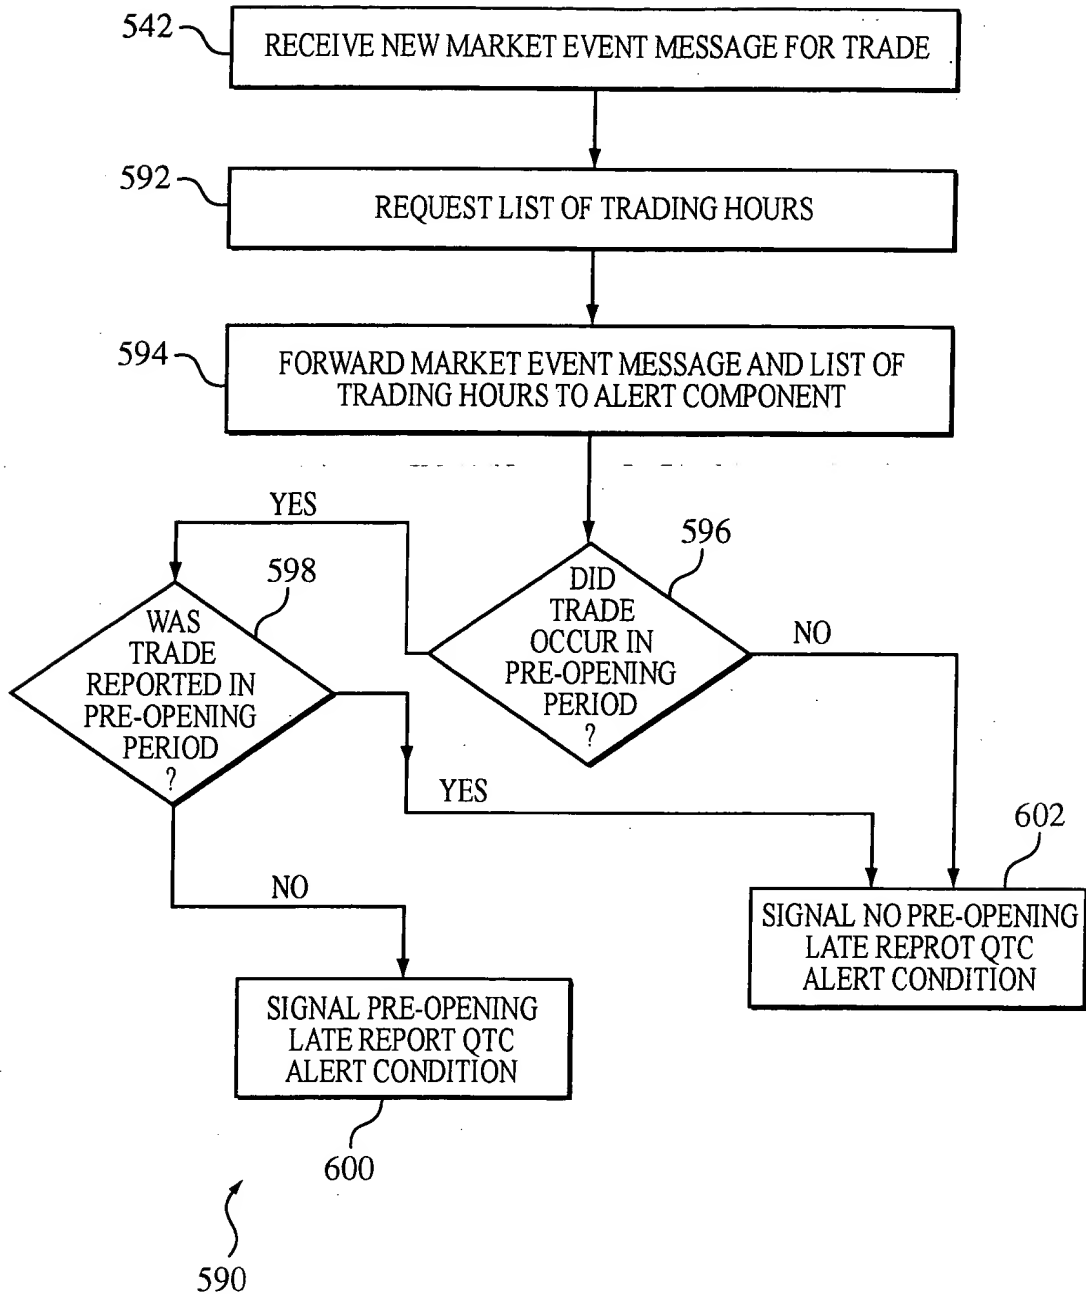 542
RECEIVE NEW MARKET EVENT MESSAGE FOR TRADE
592
REQUEST LIST OF TRADING HOURS
594
FORWARD MARKET EVENT MESSAGE AND LIST OF
TRADING HOURS TO ALERT COMPONENT
YES
596
DID
TRADE
OCCUR IN
PRE-OPENING
PERIOD
?
NO
598
WAS
TRADE
REPORTED IN
PRE-OPENING
PERIOD
?
YES
NO
602
SIGNAL NO PRE-OPENING
LATE REPROT QTC
ALERT CONDITION
SIGNAL PRE-OPENING
LATE REPORT QTC
ALERT CONDITION
600
590